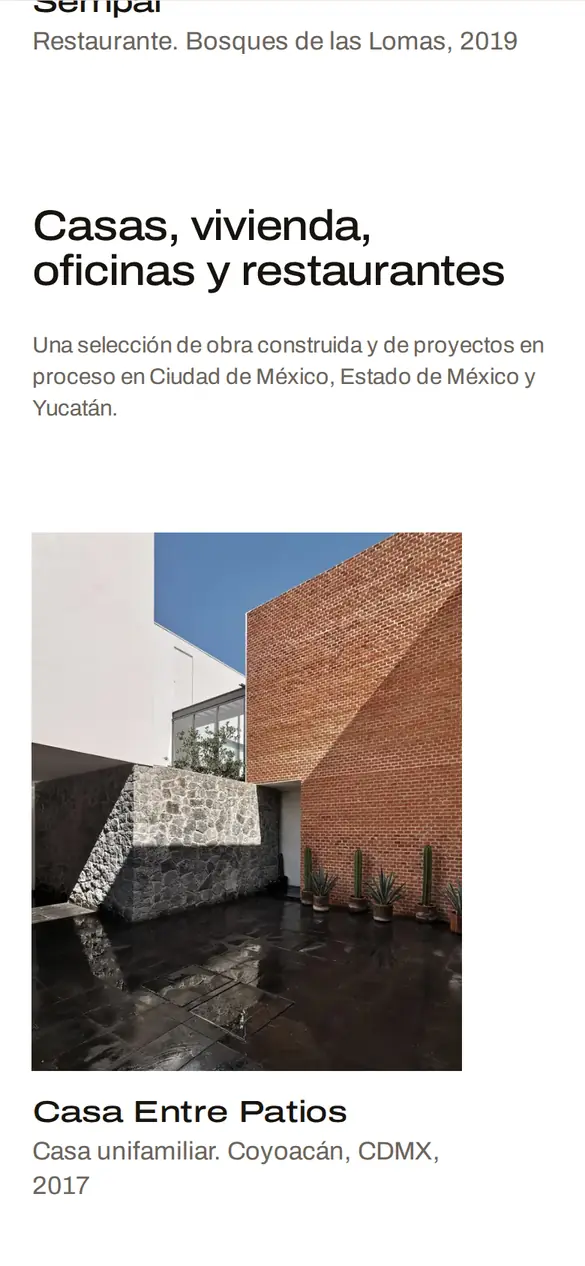 Sempai
Restaurante. Bosques de las Lomas, 2019
Casas, vivienda,
oficinas y restaurantes
Una selección de obra construida y de proyectos en
proceso en Ciudad de México, Estado de México y
Yucatán.
Casa Entre Patios
Casa unifamiliar. Coyoacán, CDMX,
2017